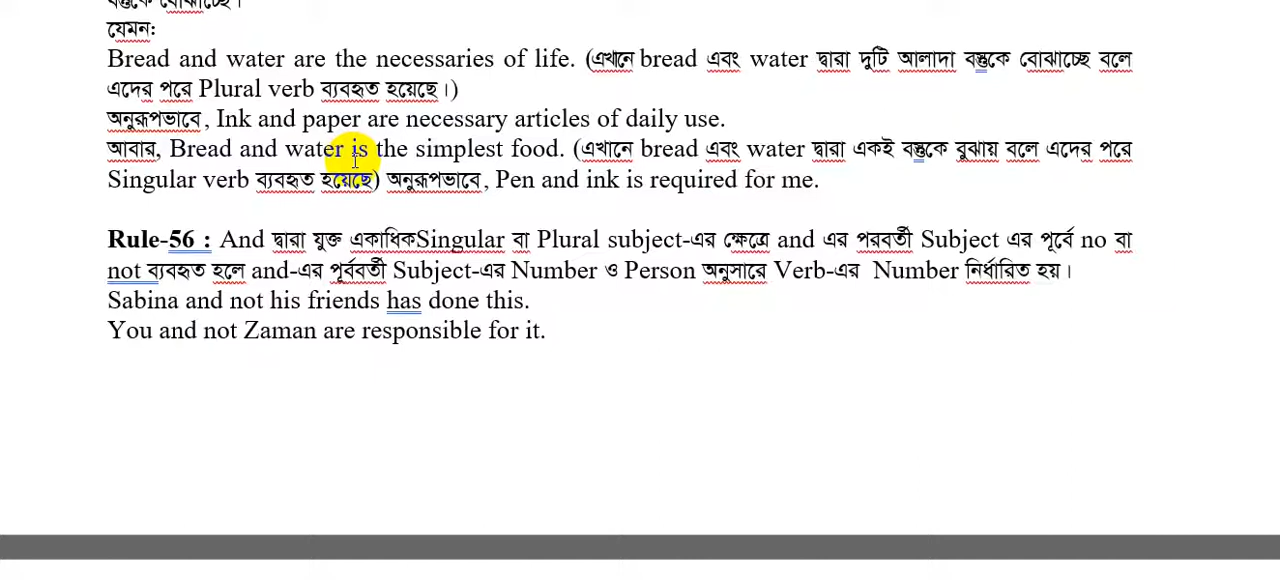 বস্তুকে বোঝাচ্ছে।
যেমন:
Bread and water are the necessaries of life. (এখানে bread এবং water দ্বারা দুটি আলাদা বস্তুকে বোঝাচ্ছে বলে
এদের পরে Plural verb ব্যবহৃত হয়েছে।)
অনুরূপভাবে, Ink and paper are necessary articles of daily use.
আবার, Bread and water is the simplest food. (এখানে bread এবং water দ্বারা একই বস্তুকে বুঝায় বলে এদের পরে
Singular verb ব্যবহৃত হয়েছে) অনুরূপভাবে, Pen and ink is required for me.
Rule-56 : And দ্বারা যুক্ত একাধিকSingular বা Plural subject-এর ক্ষেত্রে and এর পরবর্তী Subject এর পূর্বে no বা
not ব্যবহৃত হলে and-এর পূর্ববর্তী Subject-এর Number ও Person অনুসারে Verb-এর Number নির্ধারিত হয়।
Sabina and not his friends has done this.
You and not Zaman are responsible for it.